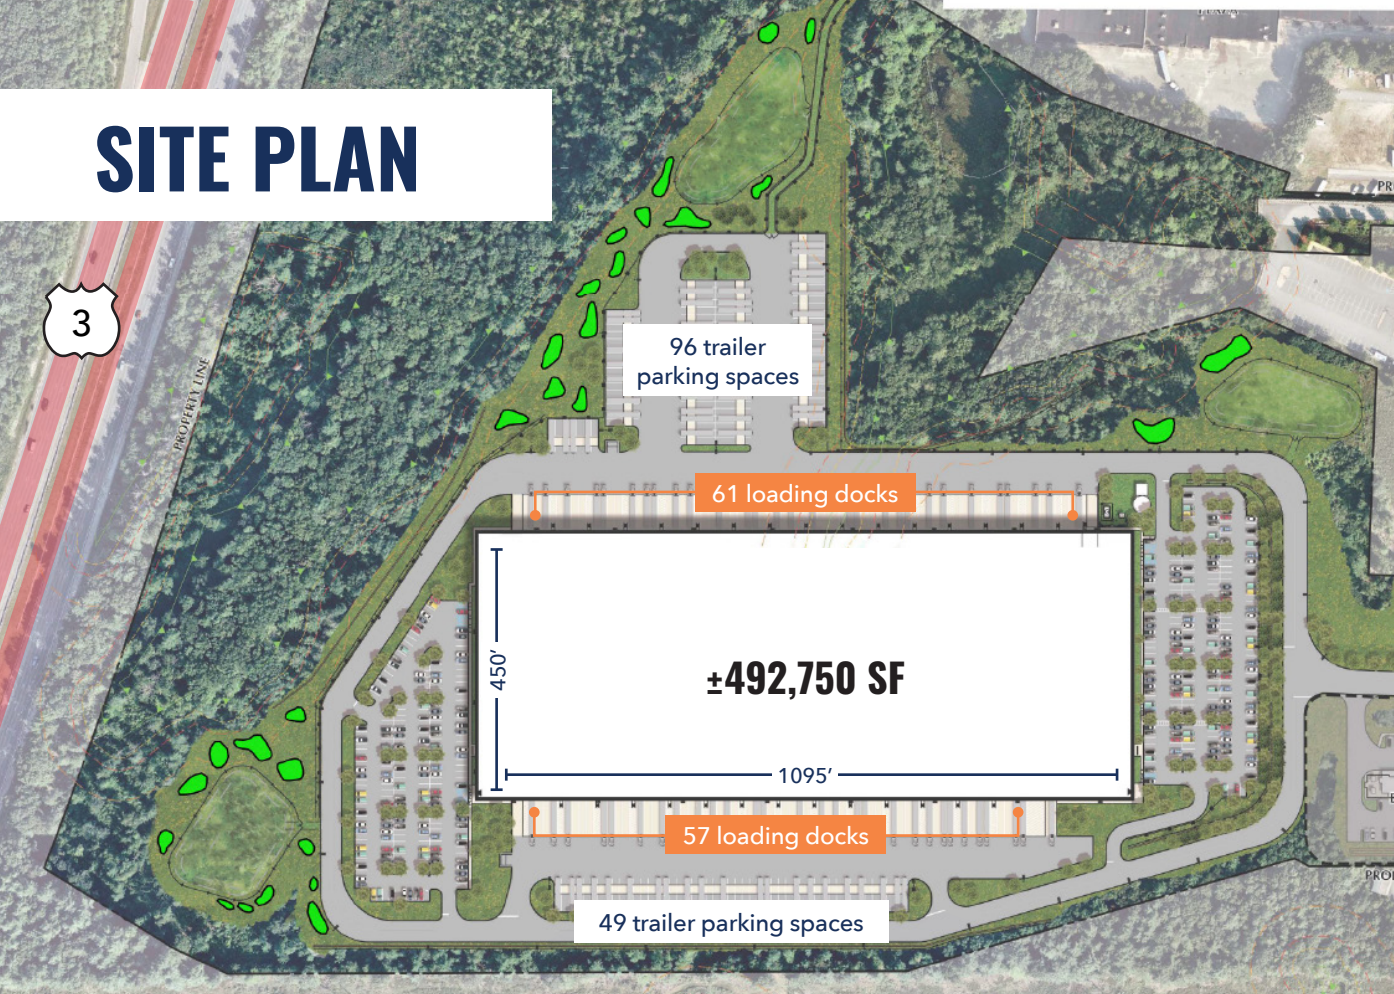 SITE PLAN
3
PROPERTY LINE
96 trailer
parking spaces
61 loading docks
450’
±492,750 SF
1095’
57 loading docks
49 trailer parking spaces